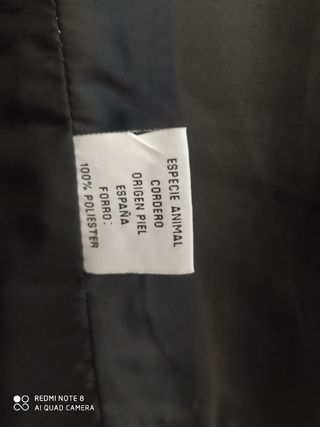 ESPECIE ANIMAL
CORDERO
ORIGEN PIEL
ESPAÑA
FORRO:
100% POLIESTER
REDMI NOTE 8
AI QUAD CAMERA